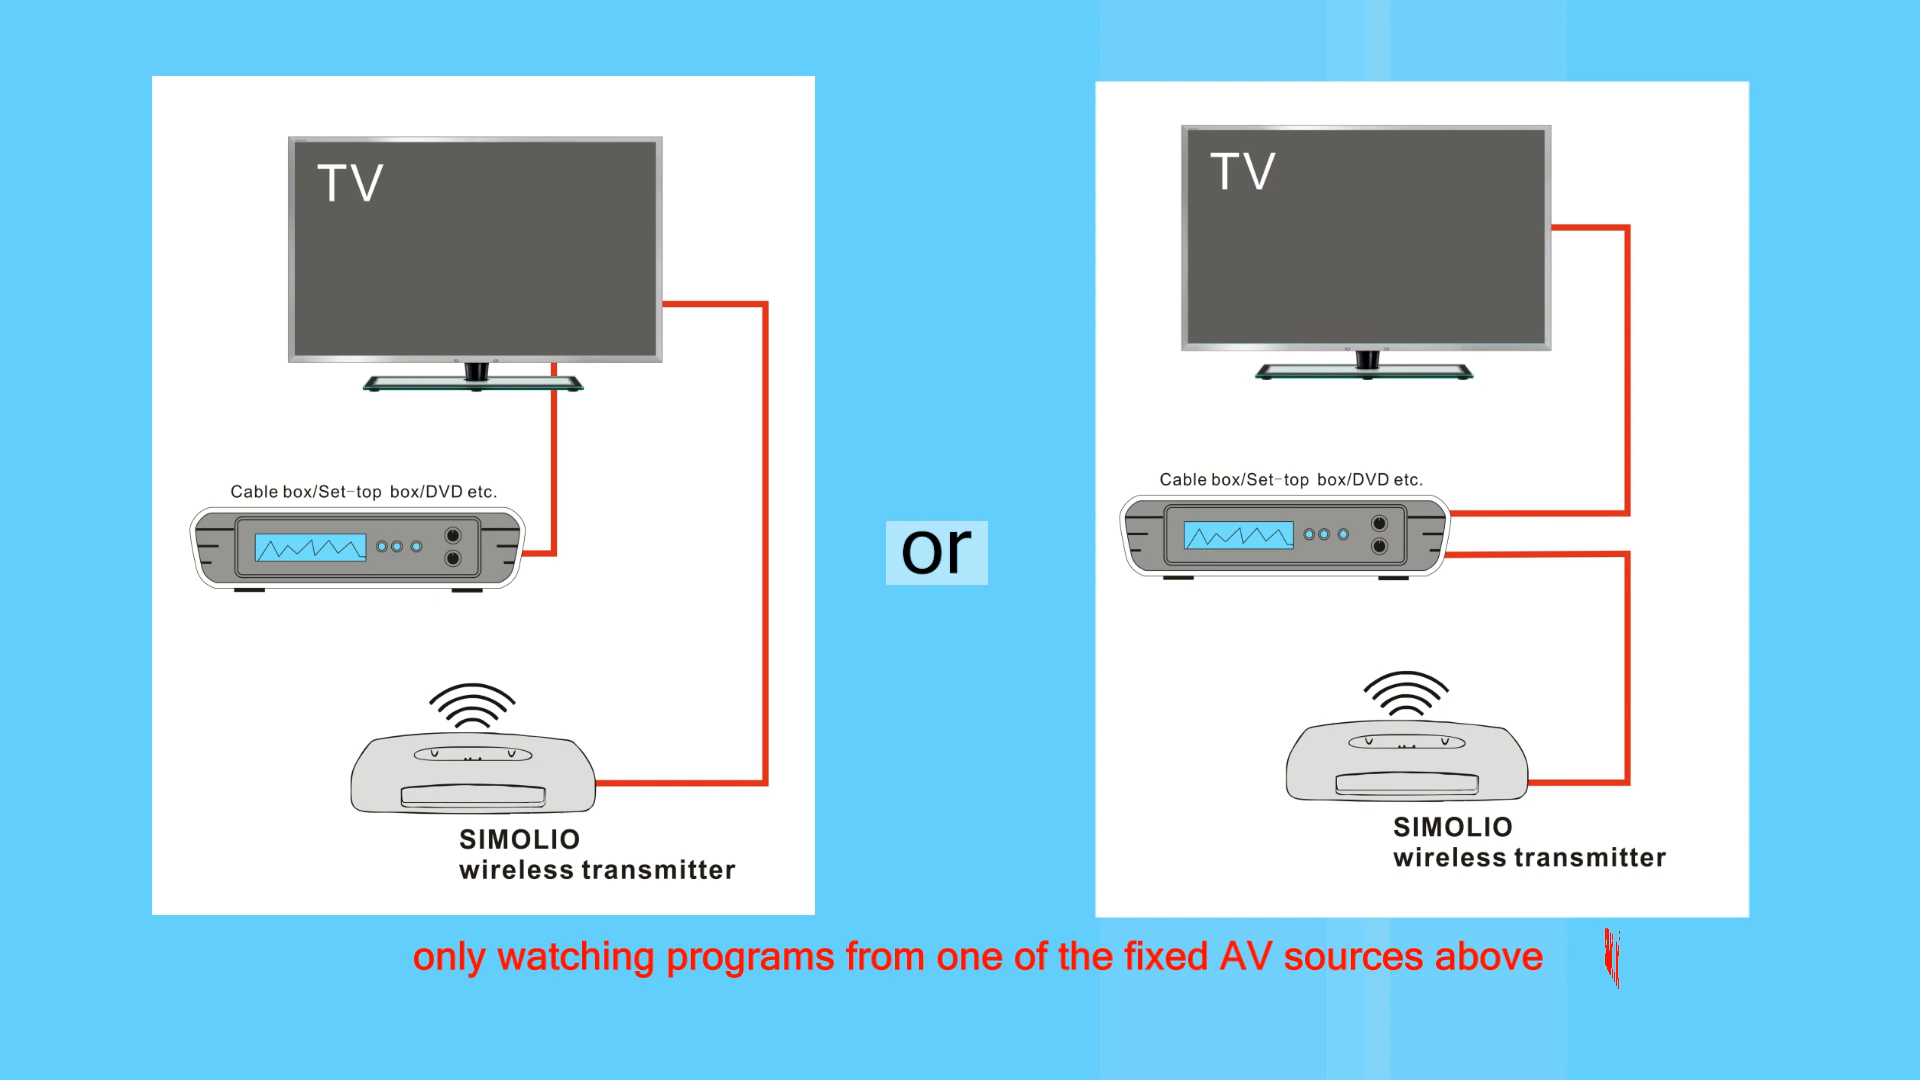 TV
Cable box/Set-top box/DVD etc.
SIMOLIO
wireless transmitter
or
TV
Cable box/Set-top box/DVD etc.
SIMOLIO
wireless transmitter
only watching programs from one of the fixed AV sources above